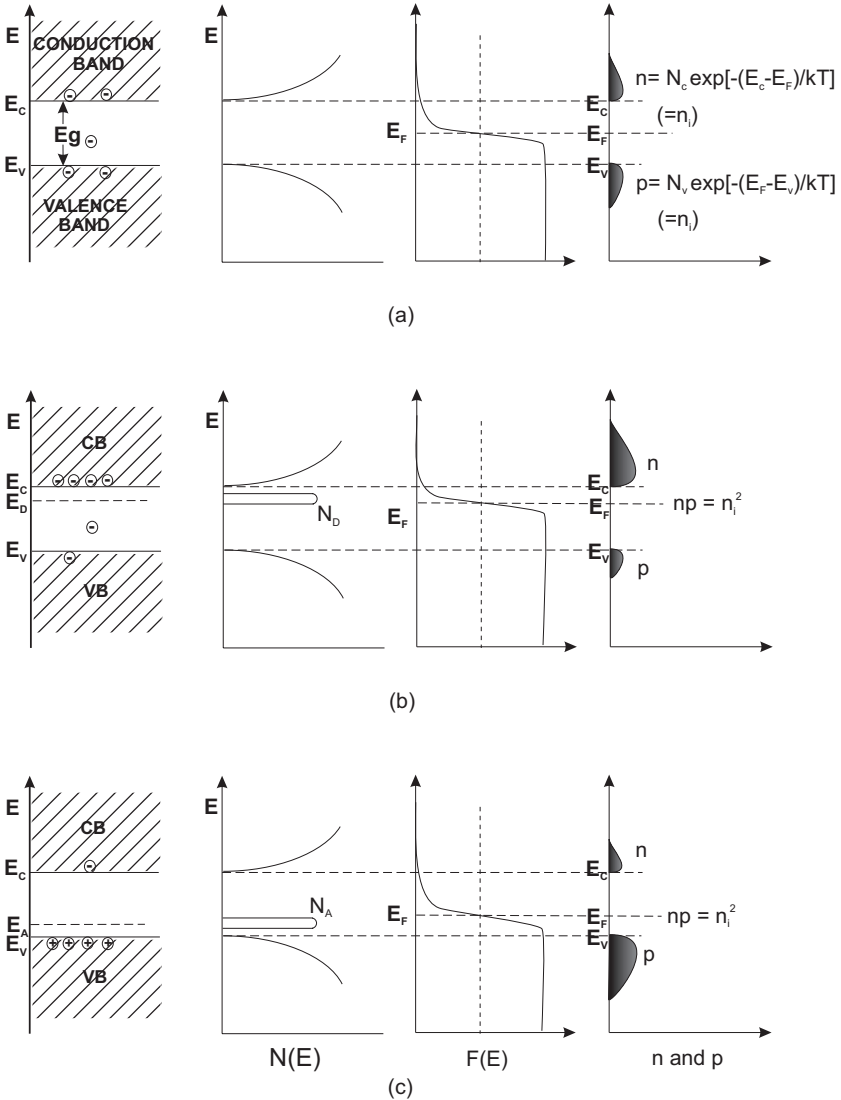 E
CONDUCTION
BAND
E_C
Eg
E_V
VALENCE
BAND
E
E_F
n= N_c exp[-(E_c-E_F)/kT]
E_C
(=n_i)
E_F
E_V
p= N_v exp[-(E_F-E_v)/kT]
(=n_i)
(a)
E
CB
E_C
E_D
E_V
VB
E
N_D
E_F
n
E_C
np = n_i^2
E_F
E_V
p
(b)
E
CB
E_C
E_A
E_V
VB
E
N_A
E_F
n
E_C
E_F
np = n_i^2
E_V
p
N(E)
F(E)
n and p
(c)